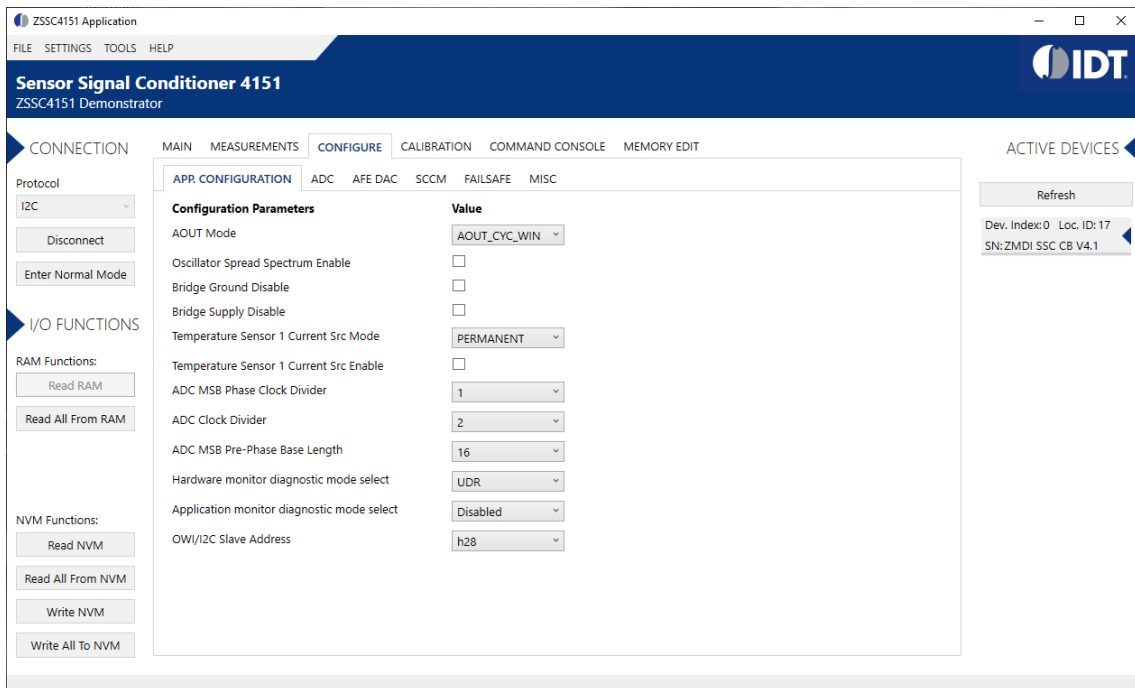 ZSSC4151 Application
FILE SETTINGS TOOLS HELP
IDT
Sensor Signal Conditioner 4151
ZSSC4151 Demonstrator
CONNECTION
Protocol
I2C
Disconnect
Enter Normal Mode
I/O FUNCTIONS
RAM Functions:
Read RAM
Read All From RAM
NVM Functions:
Read NVM
Read All From NVM
Write NVM
Write All To NVM
MAIN MEASUREMENTS CONFIGURE CALIBRATION COMMAND CONSOLE MEMORY EDIT
APP. CONFIGURATION ADC AFE DAC SCCM FAILSAFE MISC
Configuration Parameters Value
AOUT Mode AOUT_CYC_WIN
Oscillator Spread Spectrum Enable
Bridge Ground Disable
Bridge Supply Disable
Temperature Sensor 1 Current Src Mode PERMANENT
Temperature Sensor 1 Current Src Enable
ADC MSB Phase Clock Divider 1
ADC Clock Divider 2
ADC MSB Pre-Phase Base Length 16
Hardware monitor diagnostic mode select UDR
Application monitor diagnostic mode select Disabled
OWI/I2C Slave Address h28
ACTIVE DEVICES
Refresh
Dev. Index: 0 Loc. ID: 17
SN: ZMDI SSC CB V4.1